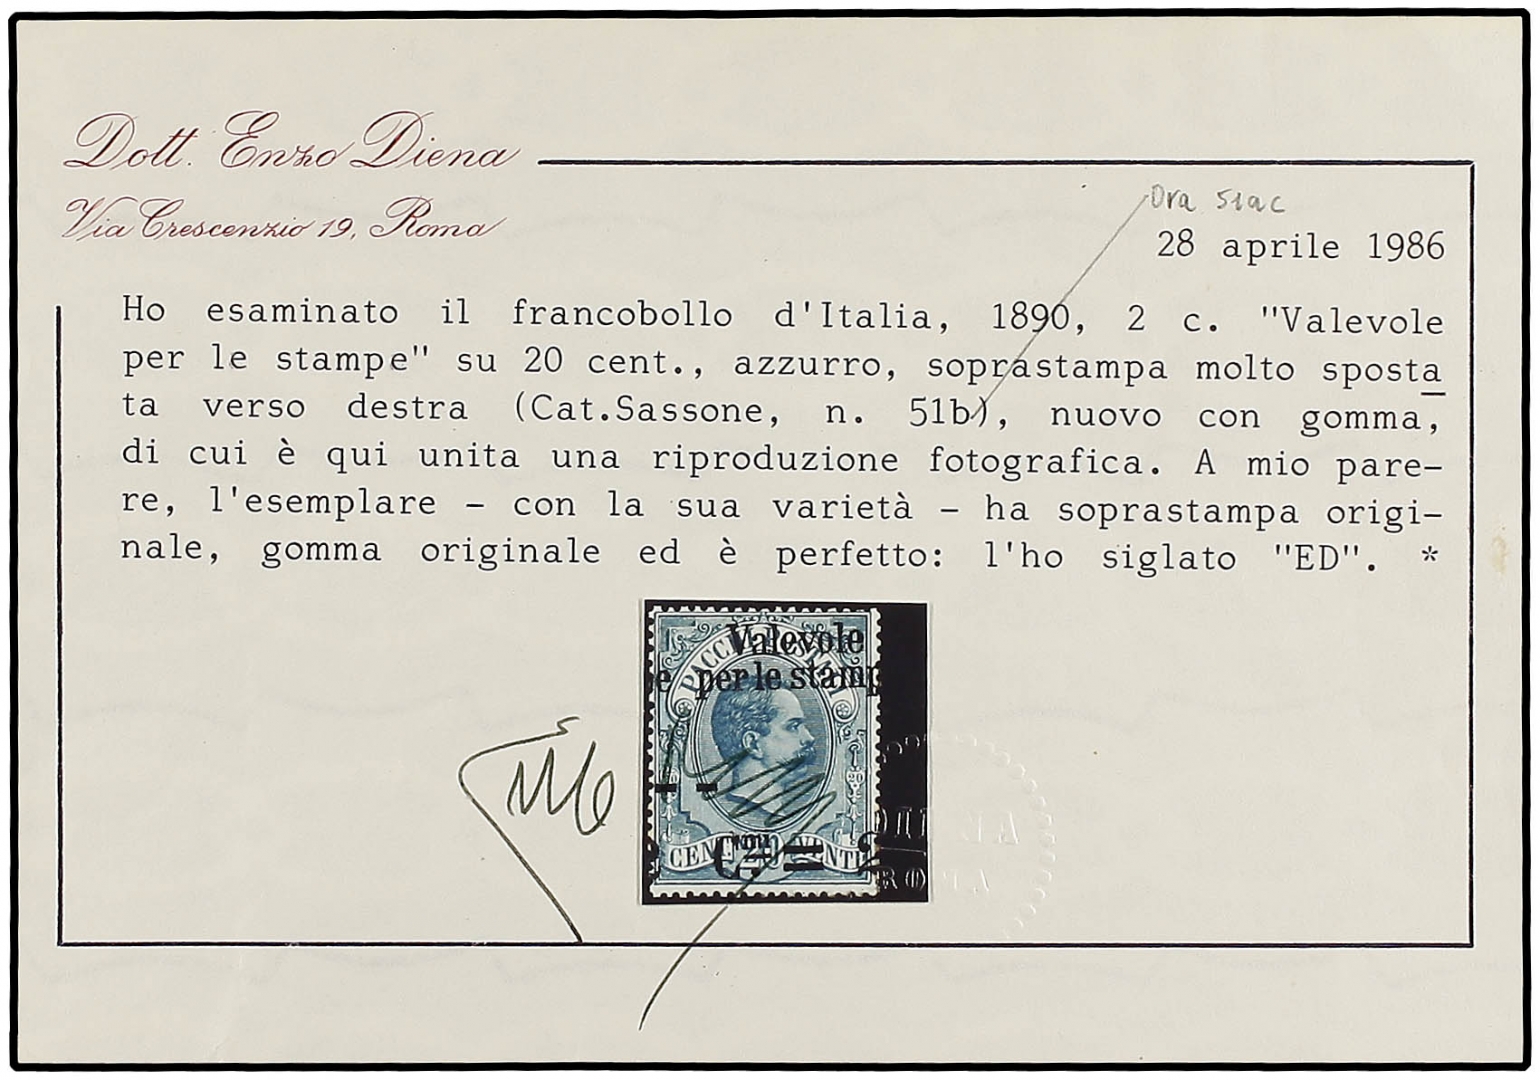 Dott. Enzo Diena
Via Crescenzio 19, Roma
Ora 51ac
28 aprile 1986
Ho esaminato il francobollo d'Italia, 1890, 2 c. "Valevole
per le stampe" su 20 cent., azzurro, soprastampa molto sposta
ta verso destra (Cat.Sassone, n. 51b), nuovo con gomma,
di cui è qui unita una riproduzione fotografica. A mio pare-
re, l'esemplare - con la sua varietà - ha soprastampa origi-
nale, gomma originale ed è perfetto: l'ho siglato "ED". *
Valevole
e per le stamp
Cmi = 2